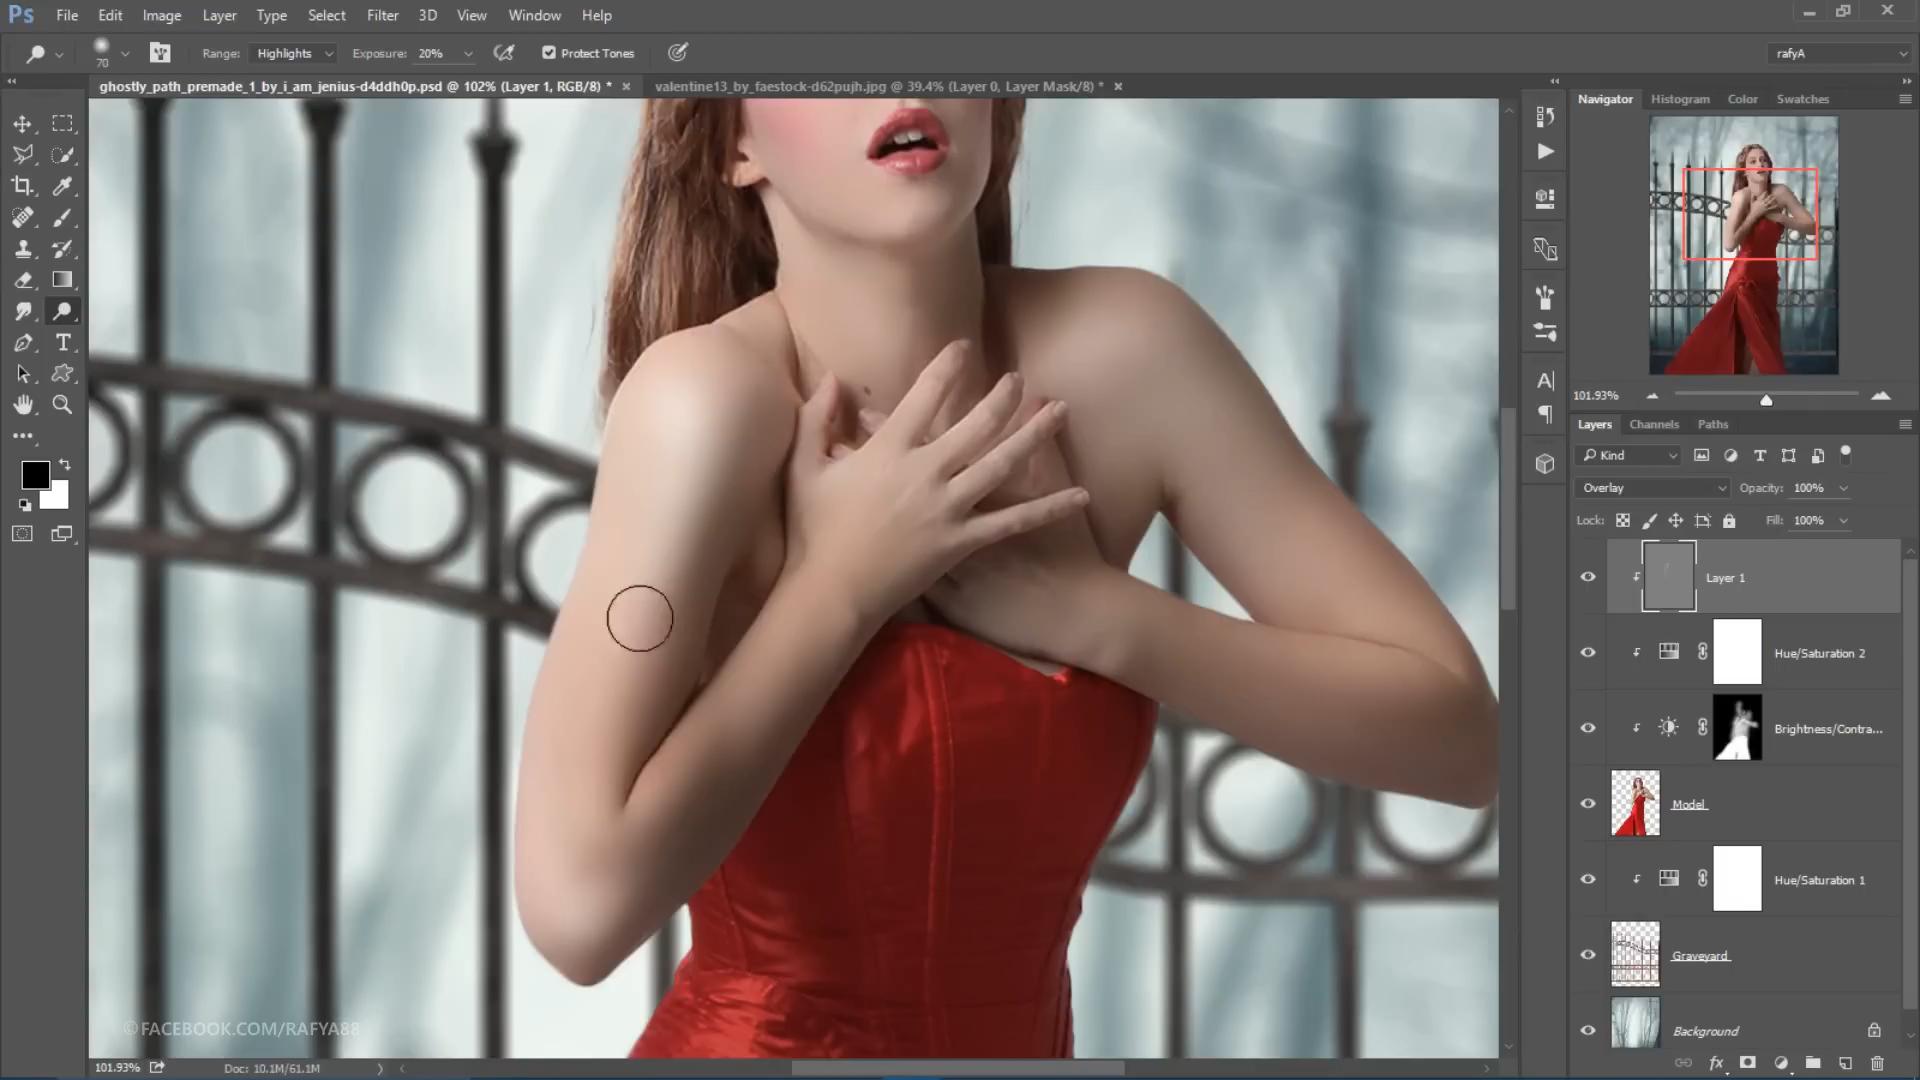 Ps File Edit Image Layer Type Select Filter 3D View Window Help
70 Range: Highlights Exposure: 20% Protect Tones rafyA
ghostly_path_premade_1_by_i_am_jenius-d4ddh0p.psd @ 102% (Layer 1, RGB/8) * valentine13_by_faestock-d62pujh.jpg @ 39.4% (Layer 0, Layer Mask/8) *
Navigator Histogram Color Swatches
101.93%
Layers Channels Paths
Kind
Overlay Opacity: 100%
Lock: Fill: 100%
Layer 1
Hue/Saturation 2
Brightness/Contra...
Model
Hue/Saturation 1
Graveyard
Background
©FACEBOOK.COM/RAFYA88
101.93% Doc: 10.1M/61.1M
fx